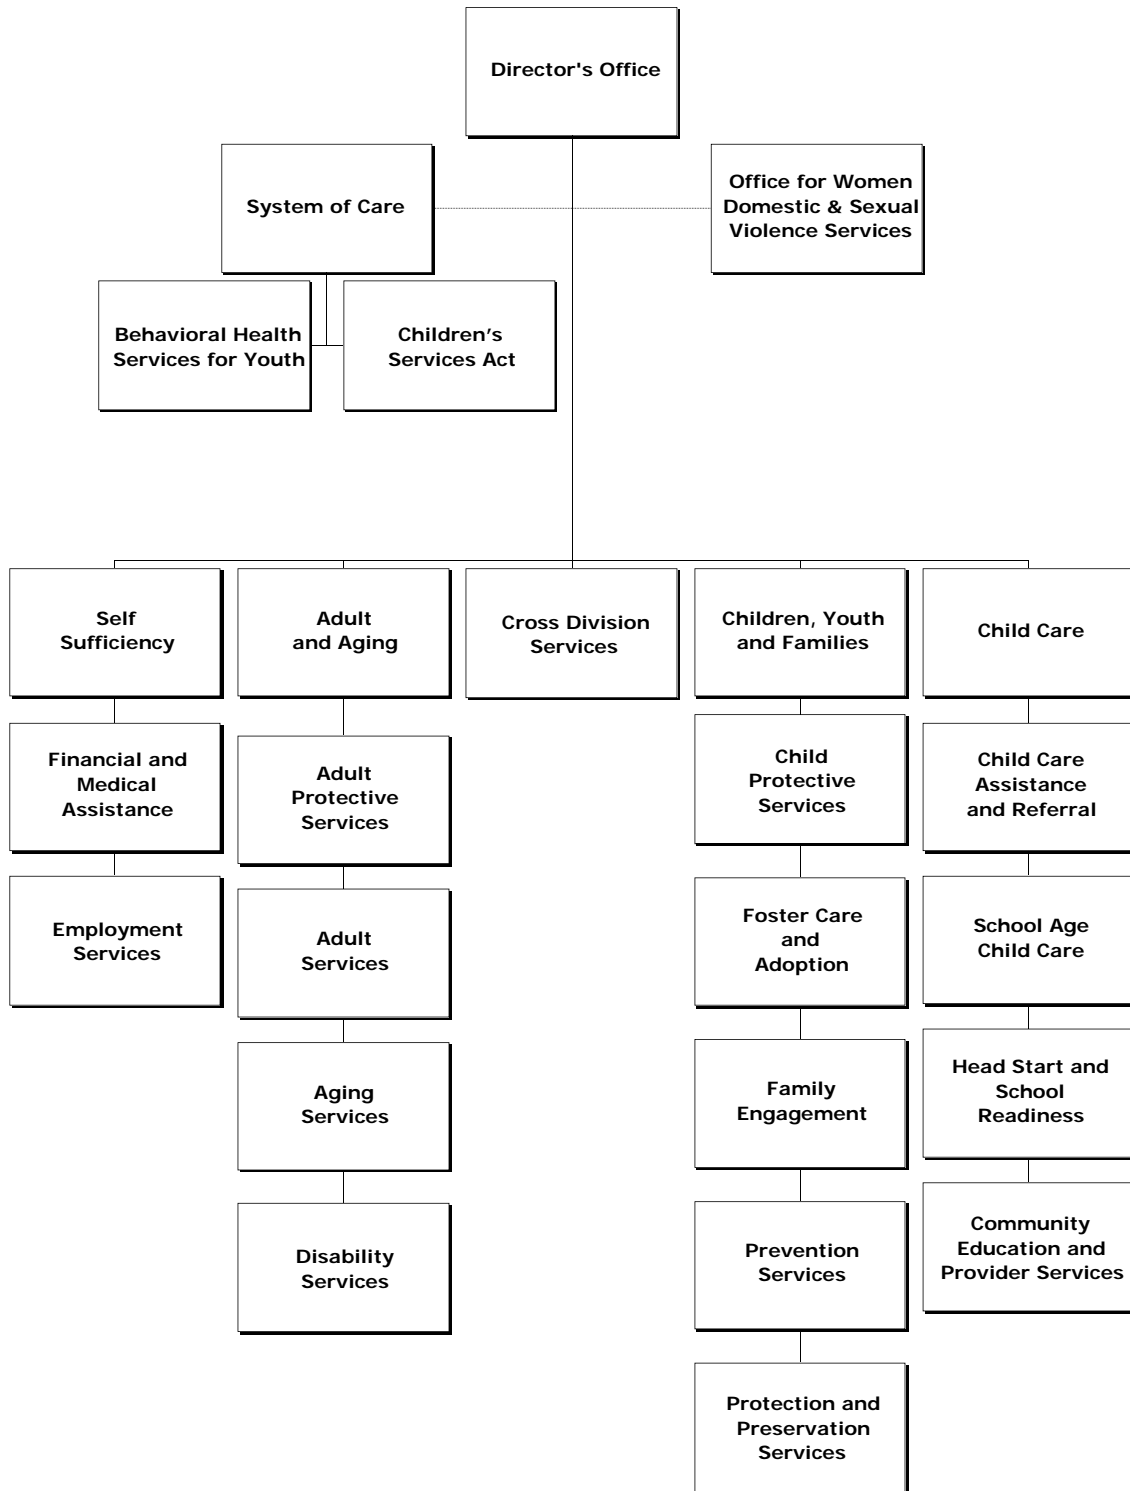 Director's Office
System of Care
Office for Women
Domestic & Sexual
Violence Services
Behavioral Health
Services for Youth
Children’s
Services Act
Self
Sufficiency
Adult
and Aging
Cross Division
Services
Children, Youth
and Families
Child Care
Financial and
Medical
Assistance
Adult
Protective
Services
Child
Protective
Services
Child Care
Assistance
and Referral
Employment
Services
Adult
Services
Foster Care
and
Adoption
School Age
Child Care
Aging
Services
Family
Engagement
Head Start and
School
Readiness
Disability
Services
Prevention
Services
Community
Education and
Provider Services
Protection and
Preservation
Services